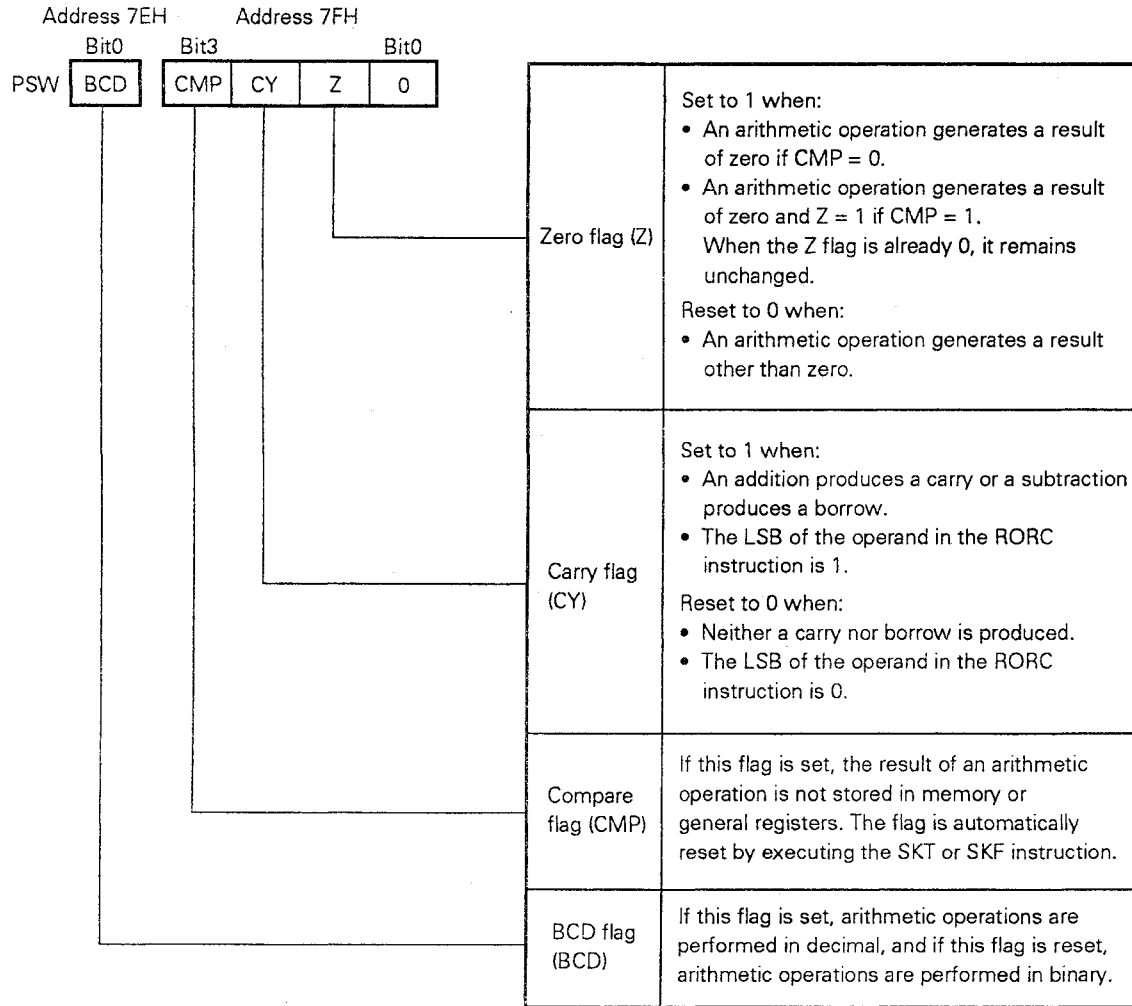 Address 7EH Address 7FH
Bit0 Bit3 Bit0
PSW BCD CMP CY Z 0
Zero flag (Z)
Set to 1 when:
• An arithmetic operation generates a result
of zero if CMP = 0.
• An arithmetic operation generates a result
of zero and Z = 1 if CMP = 1.
When the Z flag is already 0, it remains
unchanged.
Reset to 0 when:
• An arithmetic operation generates a result
other than zero.
Carry flag
(CY)
Set to 1 when:
• An addition produces a carry or a subtraction
produces a borrow.
• The LSB of the operand in the RORC
instruction is 1.
Reset to 0 when:
• Neither a carry nor borrow is produced.
• The LSB of the operand in the RORC
instruction is 0.
Compare
flag (CMP)
If this flag is set, the result of an arithmetic
operation is not stored in memory or
general registers. The flag is automatically
reset by executing the SKT or SKF instruction.
BCD flag
(BCD)
If this flag is set, arithmetic operations are
performed in decimal, and if this flag is reset,
arithmetic operations are performed in binary.